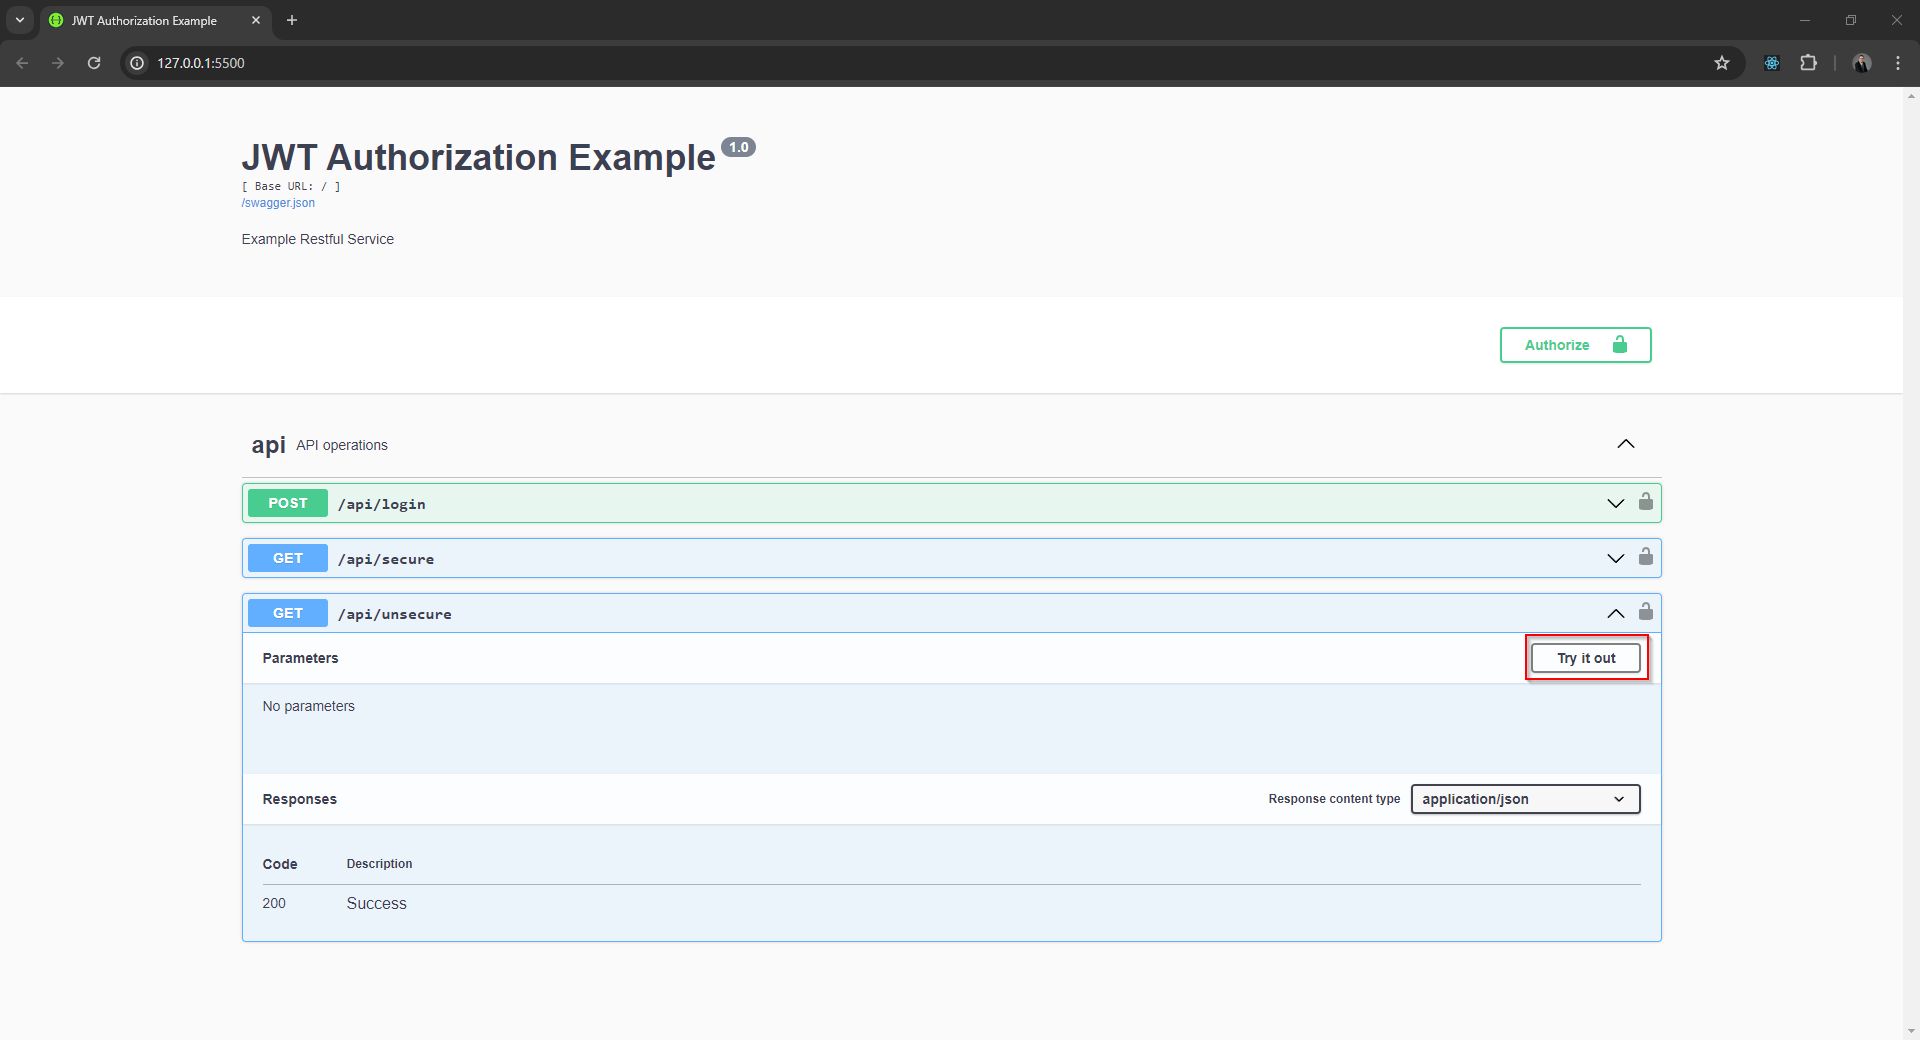 JWT Authorization Example
127.0.0.1:5500
JWT Authorization Example 1.0
[ Base URL: / ]
/swagger.json
Example Restful Service
Authorize
api API operations
POST /api/login
GET /api/secure
GET /api/unsecure
Parameters Try it out
No parameters
Responses Response content type application/json
Code Description
200 Success